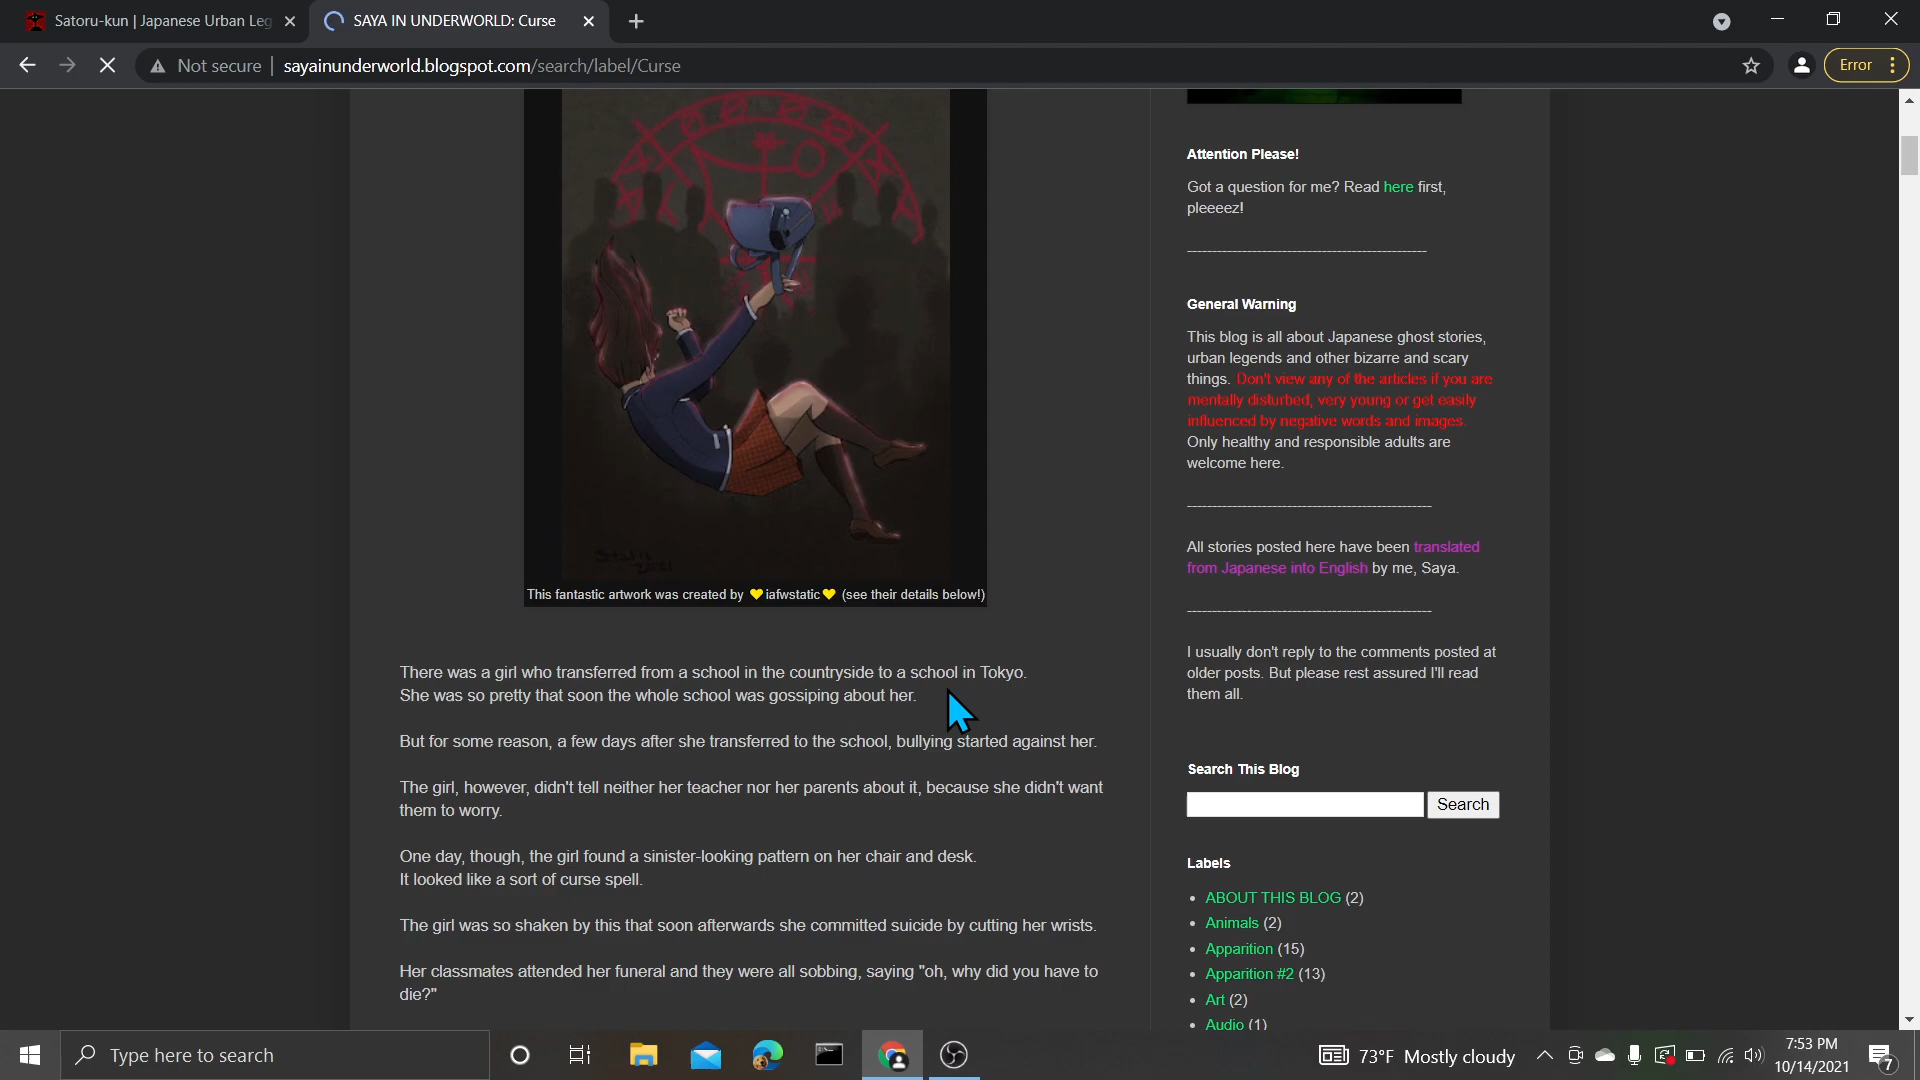 Satoru-kun | Japanese Urban Leg
SAYA IN UNDERWORLD: Curse
Not secure
sayainunderworld.blogspot.com/search/label/Curse
Error
This fantastic artwork was created by 💛iafwstatic💛 (see their details below!)
There was a girl who transferred from a school in the countryside to a school in Tokyo.
She was so pretty that soon the whole school was gossiping about her.
But for some reason, a few days after she transferred to the school, bullying started against her.
The girl, however, didn't tell neither her teacher nor her parents about it, because she didn't want
them to worry.
One day, though, the girl found a sinister-looking pattern on her chair and desk.
It looked like a sort of curse spell.
The girl was so shaken by this that soon afterwards she committed suicide by cutting her wrists.
Her classmates attended her funeral and they were all sobbing, saying "oh, why did you have to
die?"
Attention Please!
Got a question for me? Read here first,
pleeeez!
General Warning
This blog is all about Japanese ghost stories,
urban legends and other bizarre and scary
things. Don't view any of the articles if you are
mentally disturbed, very young or get easily
influenced by negative words and images.
Only healthy and responsible adults are
welcome here.
All stories posted here have been translated
from Japanese into English by me, Saya.
I usually don't reply to the comments posted at
older posts. But please rest assured I'll read
them all.
Search This Blog
Search
Labels
ABOUT THIS BLOG (2)
Animals (2)
Apparition (15)
Apparition #2 (13)
Art (2)
Audio (1)
Type here to search
73°F Mostly cloudy
7:53 PM
10/14/2021
7